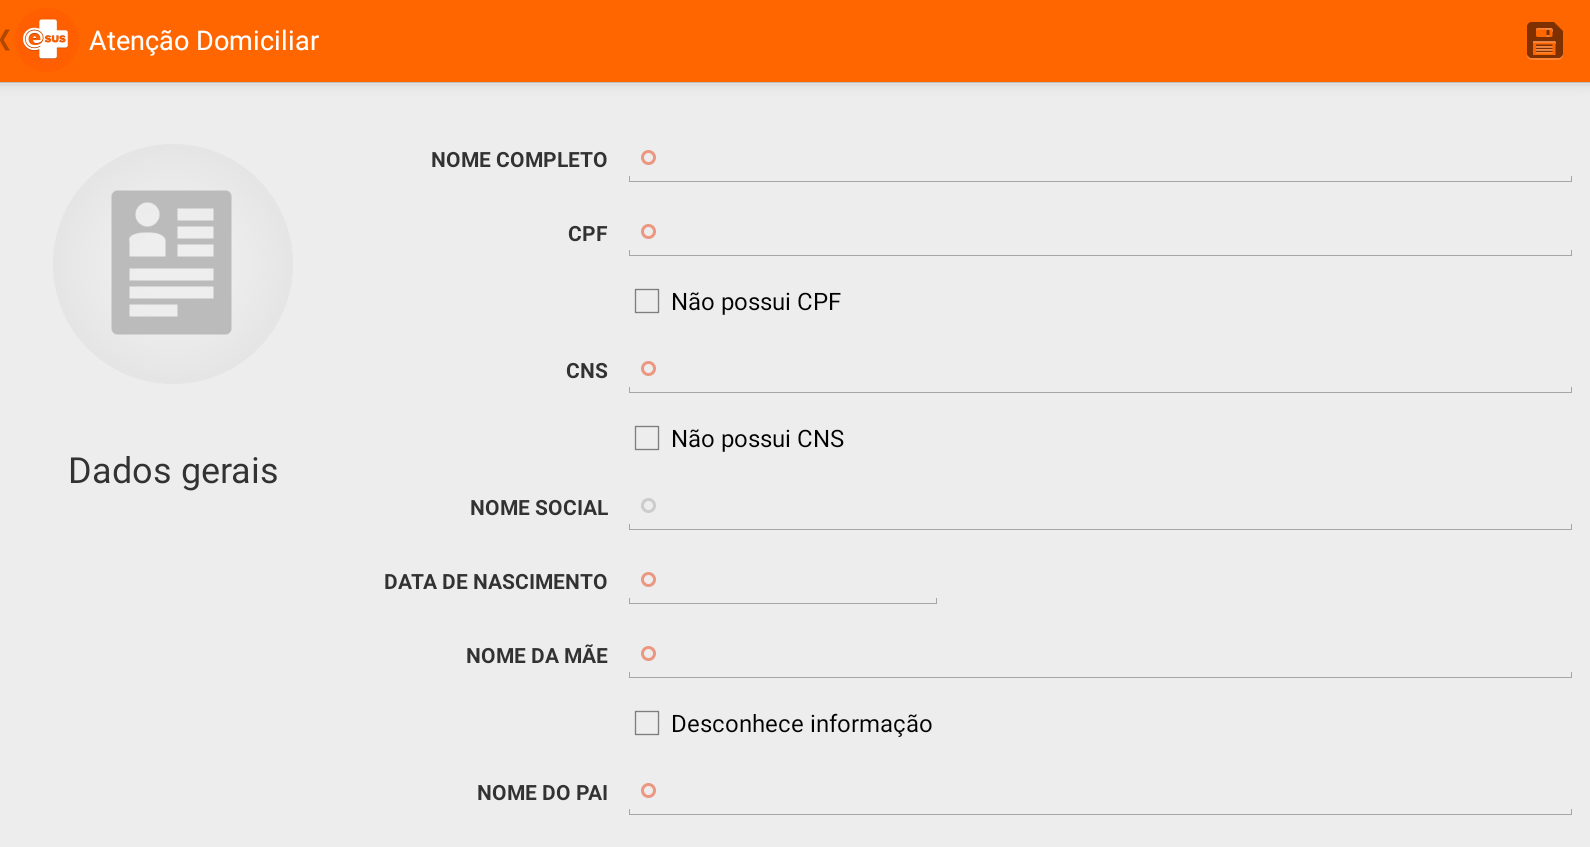 e sus Atenção Domiciliar
NOME COMPLETO
CPF
Não possui CPF
CNS
Não possui CNS
Dados gerais
NOME SOCIAL
DATA DE NASCIMENTO
NOME DA MÃE
Desconhece informação
NOME DO PAI